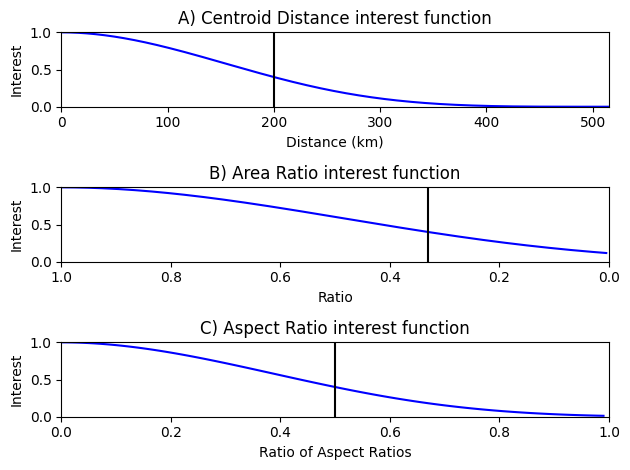 A) Centroid Distance interest function
1.0
0.5
0.0
Interest
0 100 200 300 400 500
Distance (km)
B) Area Ratio interest function
1.0
0.5
0.0
Interest
1.0 0.8 0.6 0.4 0.2 0.0
Ratio
C) Aspect Ratio interest function
1.0
0.5
0.0
Interest
0.0 0.2 0.4 0.6 0.8 1.0
Ratio of Aspect Ratios